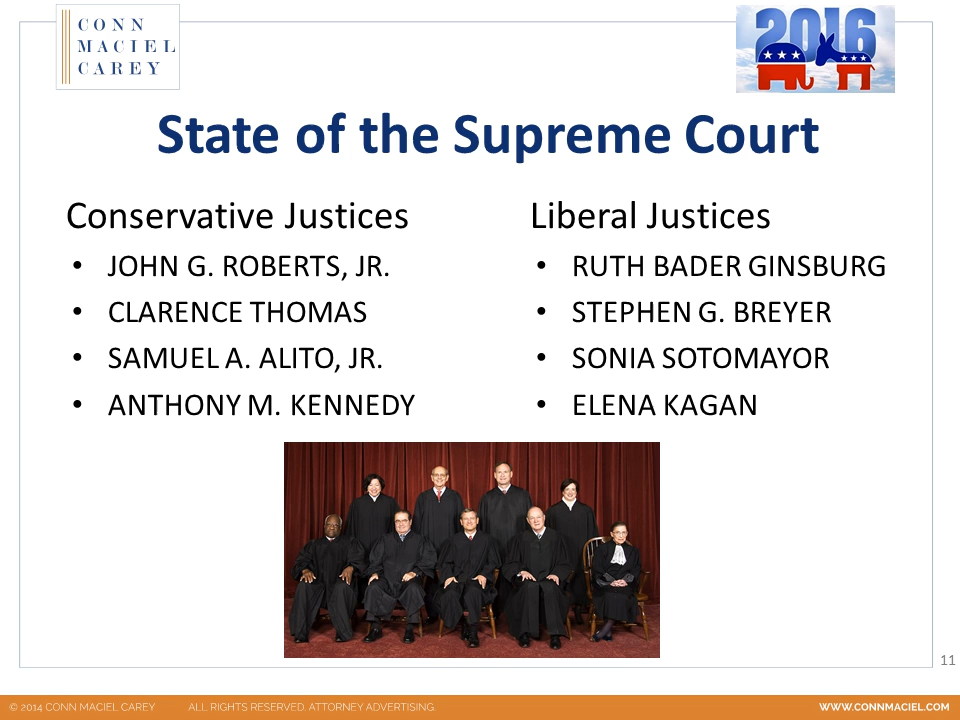 CONN
MACIEL
CAREY
2016
State of the Supreme Court
Conservative Justices
• JOHN G. ROBERTS, JR.
• CLARENCE THOMAS
• SAMUEL A. ALITO, JR.
• ANTHONY M. KENNEDY
Liberal Justices
• RUTH BADER GINSBURG
• STEPHEN G. BREYER
• SONIA SOTOMAYOR
• ELENA KAGAN
11
© 2014 CONN MACIEL CAREY ALL RIGHTS RESERVED. ATTORNEY ADVERTISING. WWW.CONNMACIEL.COM